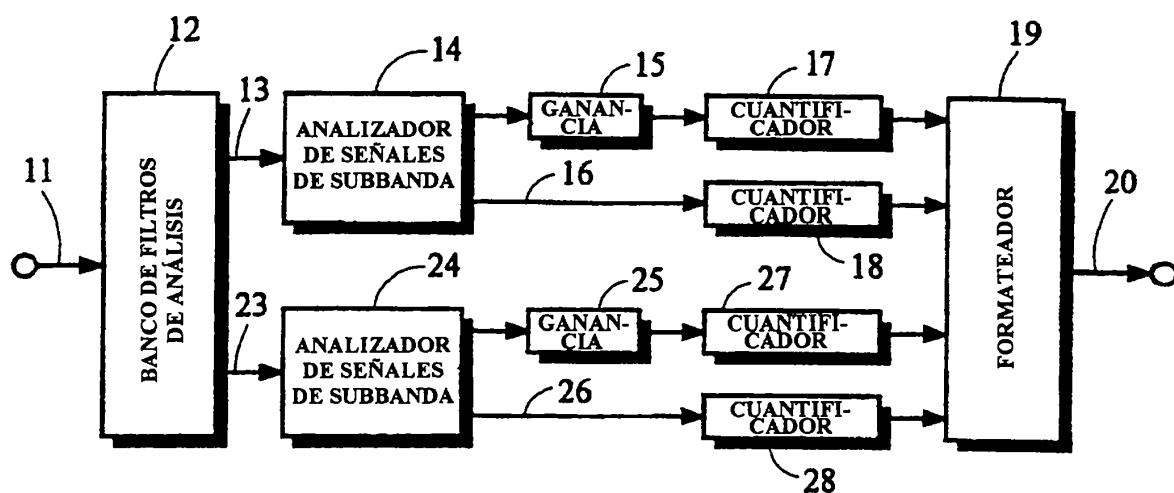 12
13
14
15
17
19
11
BANCO DE FILTROS
DE ANÁLISIS
ANALIZADOR
DE SEÑALES
DE SUBBANDA
GANAN-
CIA
CUANTIFI-
CADOR
16
CUANTIFI-
CADOR
18
FORMATEADOR
20
23
24
25
27
ANALIZADOR
DE SEÑALES
DE SUBBANDA
GANAN-
CIA
CUANTIFI-
CADOR
26
CUANTIFI-
CADOR
28